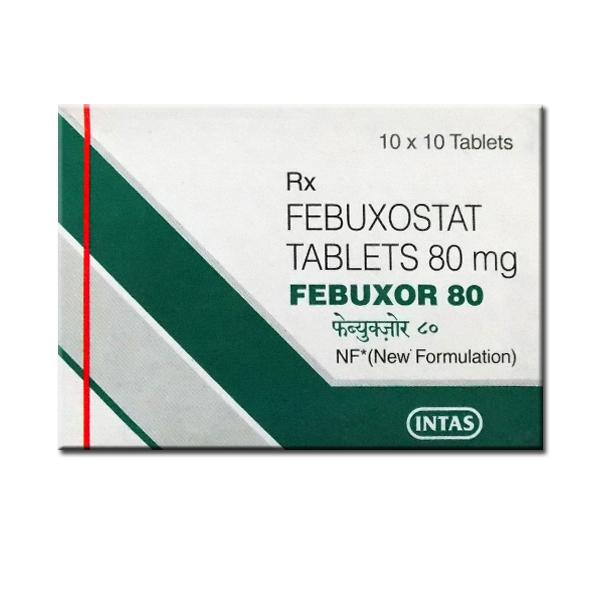 10 x 10 Tablets
Rx
FEBUXOSTAT
TABLETS 80 mg
FEBUXOR 80
फेब्युक्ज़ोर ८०
NF*(New Formulation)
INTAS